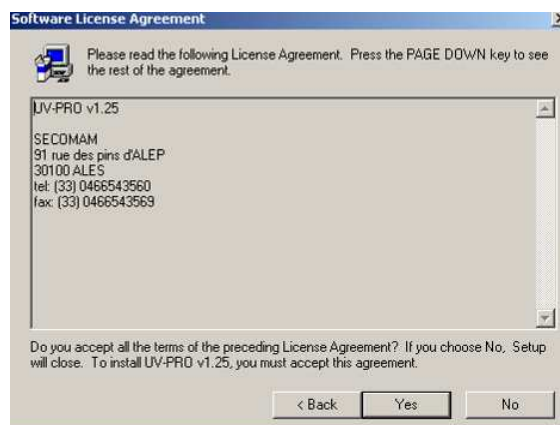 Software License Agreement
Please read the following License Agreement. Press the PAGE DOWN key to see
the rest of the agreement.
UV-PRO v1.25
SECOMAM
91 rue des pins d'ALEP
30100 ALES
tel: (33) 0466543560
fax: (33) 0466543569
Do you accept all the terms of the preceding License Agreement? If you choose No, Setup
will close. To install UV-PRO v1.25, you must accept this agreement.
< Back
Yes
No